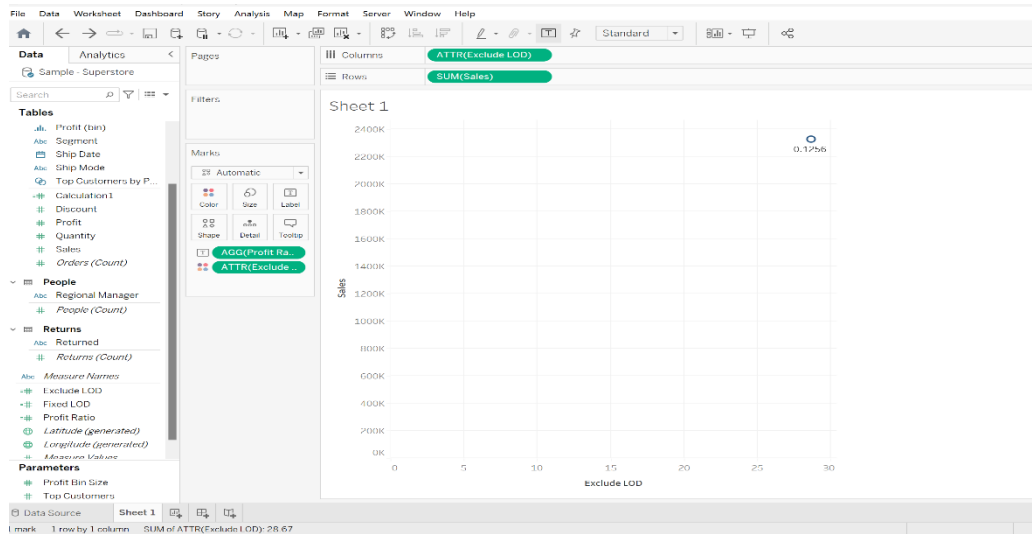 File Data Worksheet Dashboard Story Analysis Map Format Server Window Help
Standard
Data Analytics <
Sample - Superstore
Search
Tables
Profit (bin)
Abc Segment
Ship Date
Abc Ship Mode
Top Customers by P...
Calculation1
Discount
Profit
Quantity
Sales
Orders (Count)
People
Abc Regional Manager
People (Count)
Returns
Abc Returned
Returns (Count)
Abc Measure Names
Exclude LOD
Fixed LOD
Profit Ratio
Latitude (generated)
Longitude (generated)
Measure Values
Parameters
Profit Bin Size
Top Customers
Pages
Filters
Marks
Automatic
Color Size Label
Shape Detail Tooltip
AGG(Profit Ra..
ATTR(Exclude ..
Columns ATTR(Exclude LOD)
Rows SUM(Sales)
Sheet 1
2400K
2200K
2000K
1800K
1600K
1400K
1200K
1000K
800K
600K
400K
200K
0K
Sales
0.1256
0 5 10 15 20 25 30
Exclude LOD
Data Source Sheet 1
1 mark 1 row by 1 column SUM of ATTR(Exclude LOD): 28.67